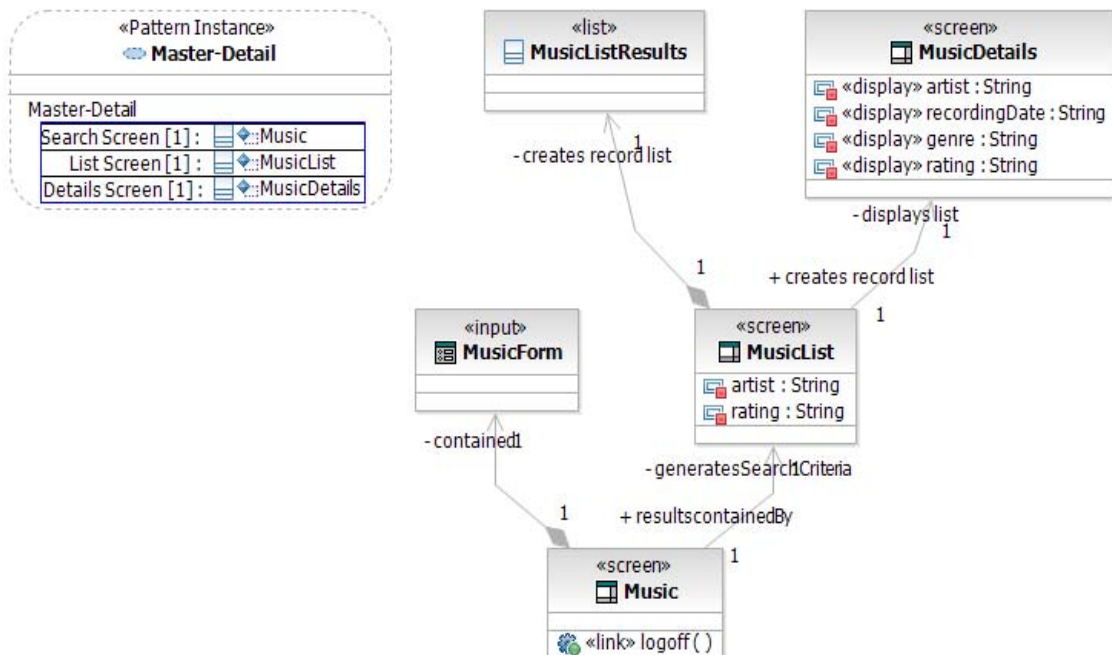 «Pattern Instance»
Master-Detail
Master-Detail
Search Screen [1] : Music
List Screen [1] : MusicList
Details Screen [1] : MusicDetails
«list»
MusicListResults
«screen»
MusicDetails
«display» artist : String
«display» recordingDate : String
«display» genre : String
«display» rating : String
- creates record list
1
- displays list
1
1
+ creates record list
1
«input»
MusicForm
«screen»
MusicList
artist : String
rating : String
- contained
1
- generatesSearchCriteria
1
1
+ resultscontainedBy
1
«screen»
Music
«link» logoff ( )